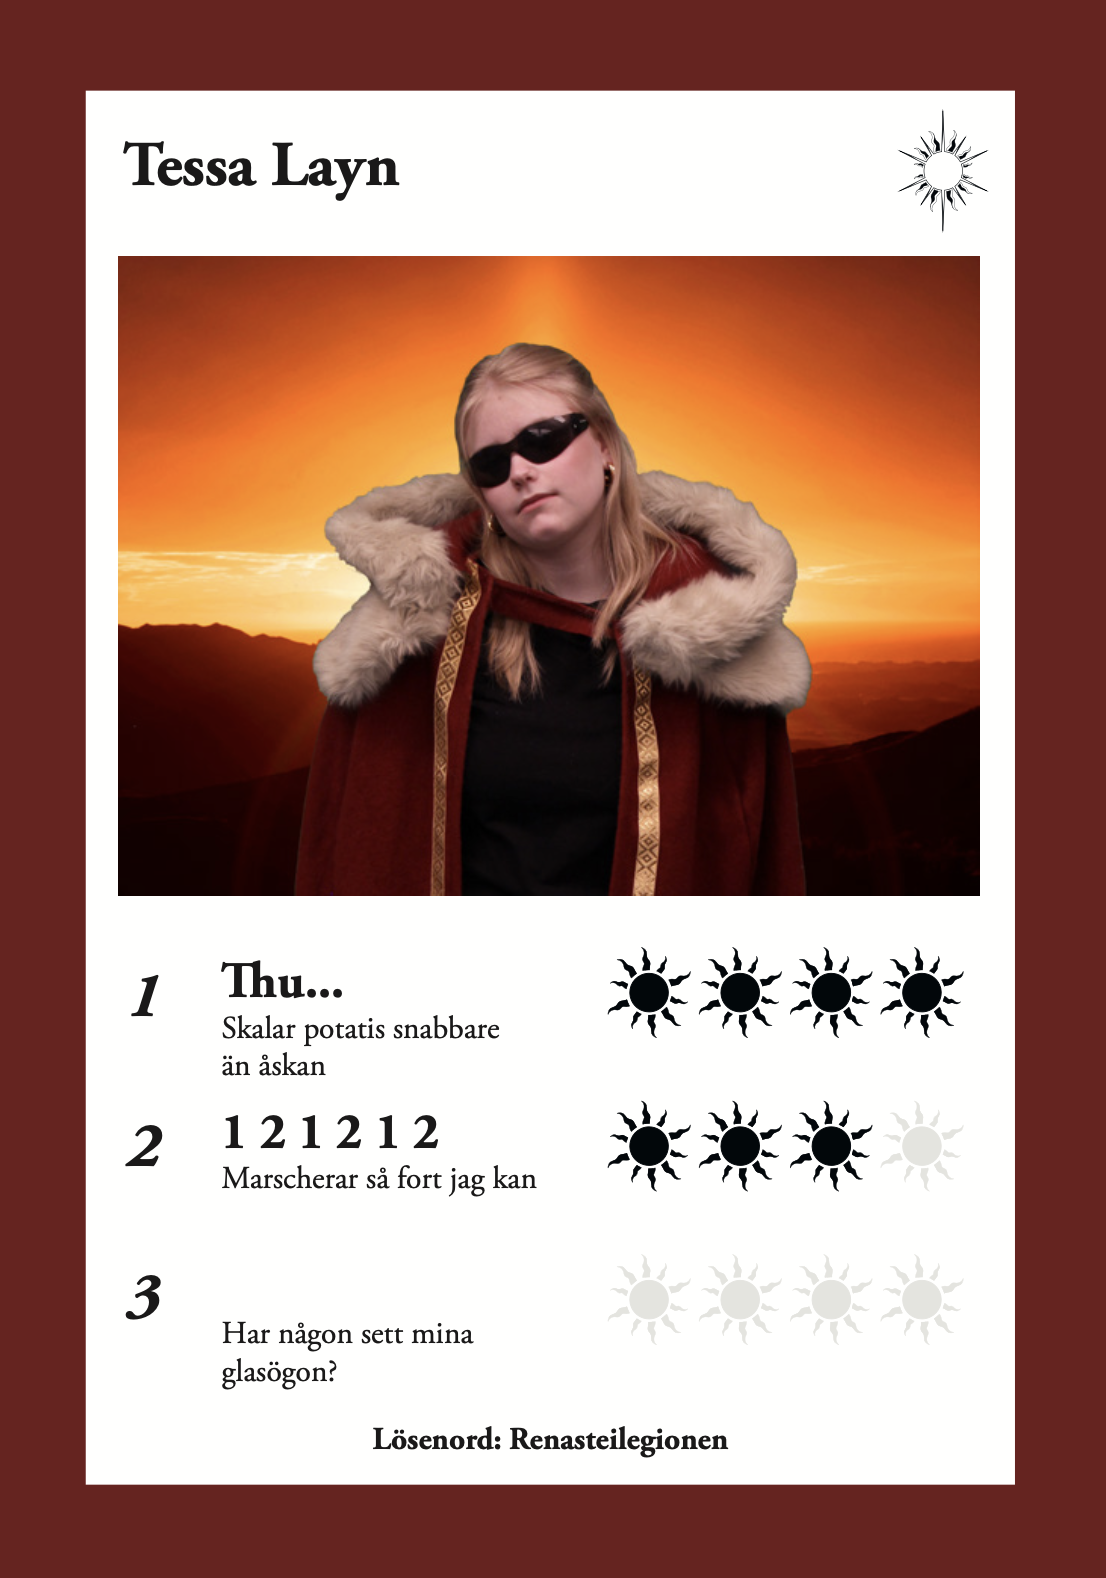 Tessa Layn
1
Thu...
Skalar potatis snabbare
än åskan
2
1 2 1 2 1 2
Marscherar så fort jag kan
3
Har någon sett mina
glasögon?
Lösenord: Renasteilegionen